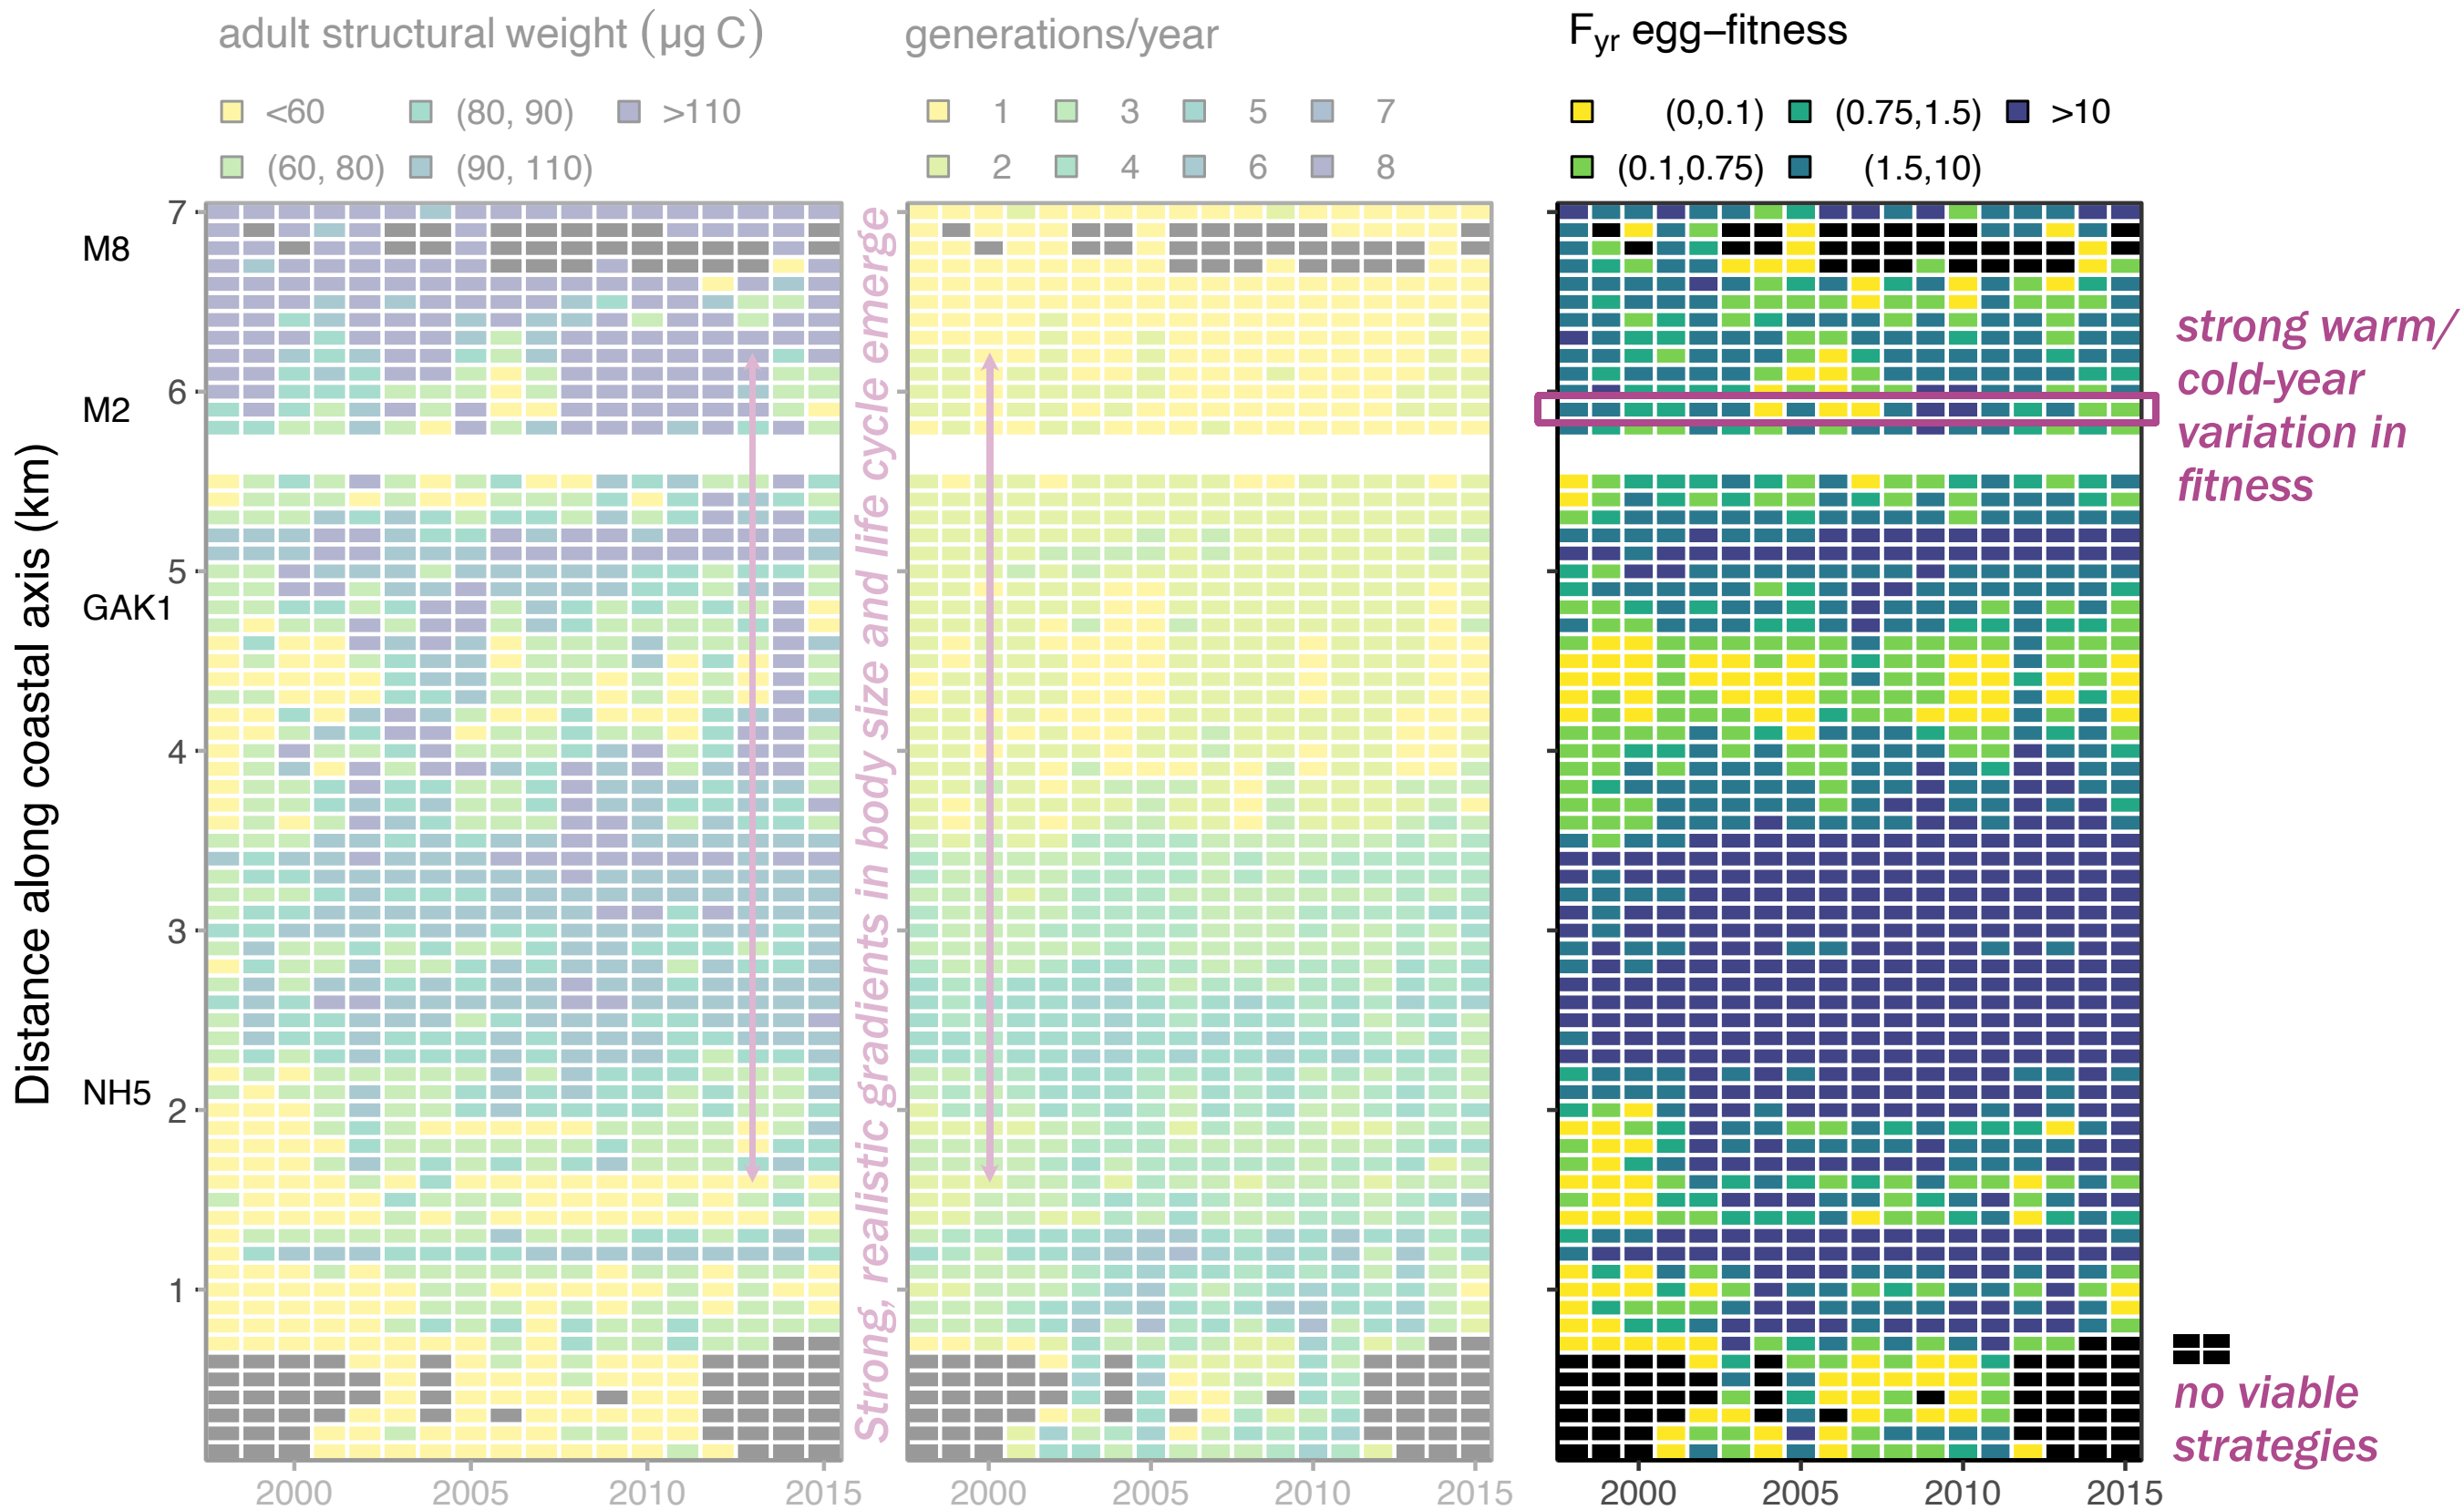 adult structural weight (µg C)
<60
(80, 90)
>110
(60, 80)
(90, 110)
generations/year
1
3
5
7
2
4
6
8
Fyr egg–fitness
(0,0.1)
(0.75,1.5)
>10
(0.1,0.75)
(1.5,10)
Distance along coastal axis (km)
7
M8
6
M2
5
GAK1
4
3
NH5
2
1
2000
2005
2010
2015
Strong, realistic gradients in body size and life cycle emerge
2000
2005
2010
2015
2000
2005
2010
2015
strong warm/
cold-year
variation in
fitness
no viable
strategies